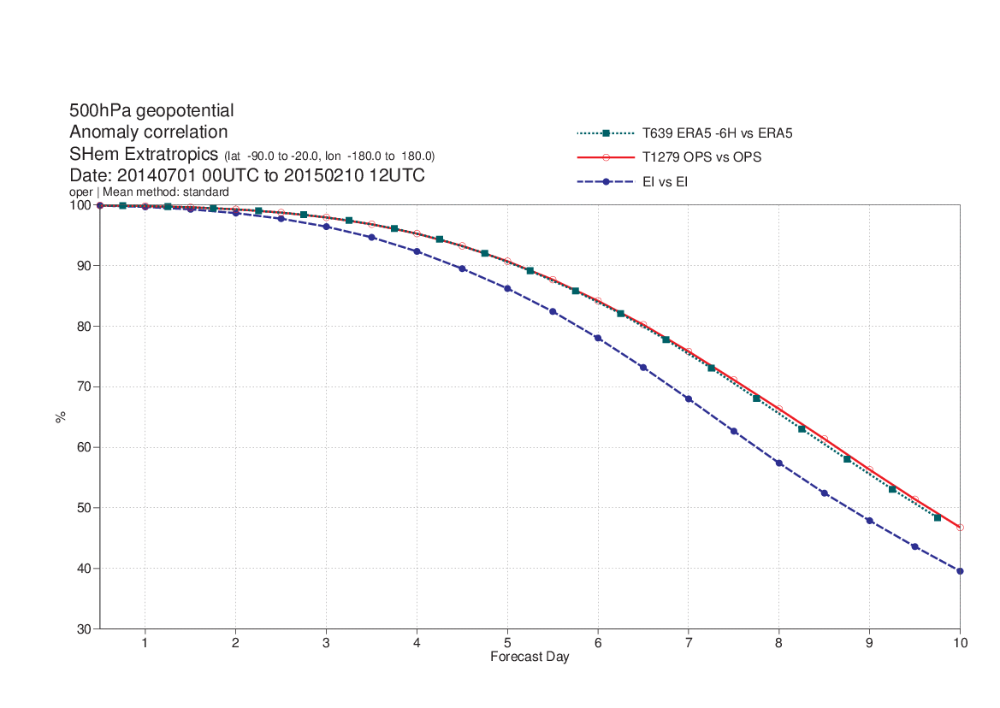 500hPa geopotential
Anomaly correlation
SHem Extratropics (lat -90.0 to -20.0, lon -180.0 to 180.0)
Date: 20140701 00UTC to 20150210 12UTC
oper | Mean method: standard
T639 ERA5 -6H vs ERA5
T1279 OPS vs OPS
EI vs EI
100
90
80
70
60
50
40
30
%
1 2 3 4 5 6 7 8 9 10
Forecast Day